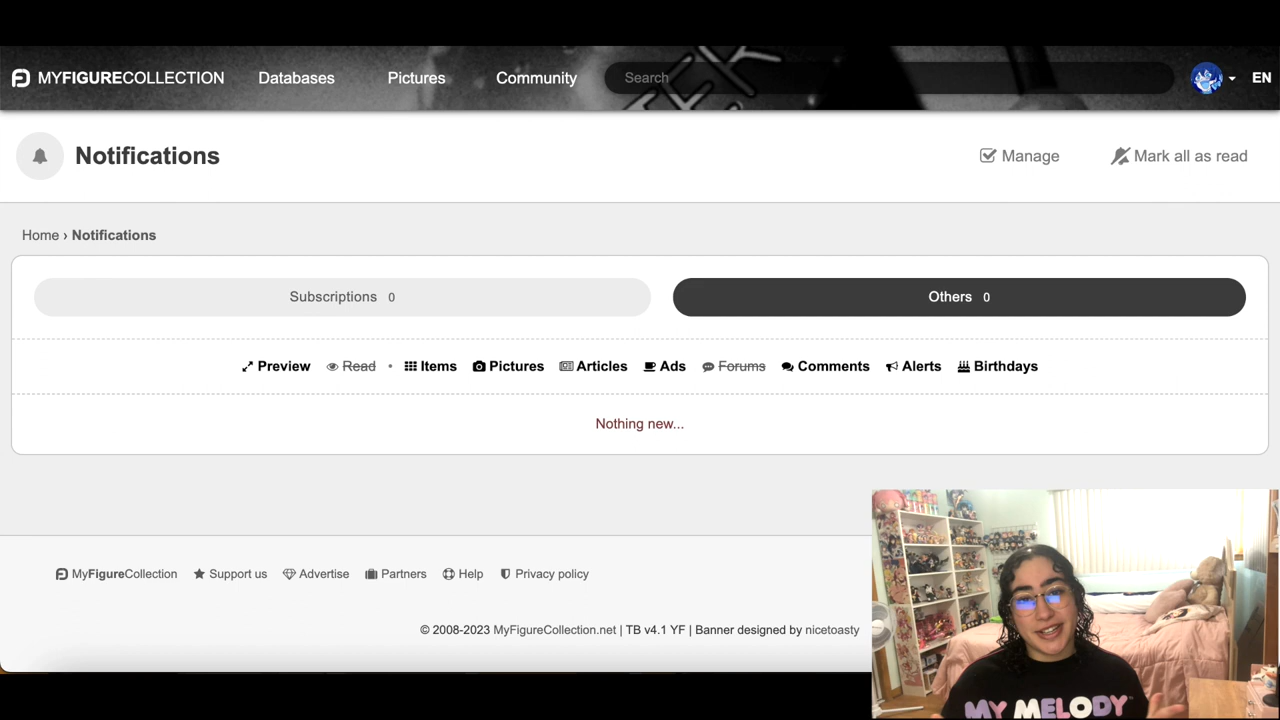 MYFIGURECOLLECTION Databases Pictures Community Search EN
Notifications Manage Mark all as read
Home › Notifications
Subscriptions 0 Others 0
Preview Read • Items Pictures Articles Ads Forums Comments Alerts Birthdays
Nothing new...
MyFigureCollection Support us Advertise Partners Help Privacy policy
© 2008-2023 MyFigureCollection.net | TB v4.1 YF | Banner designed by nicetoasty
MY MELODY